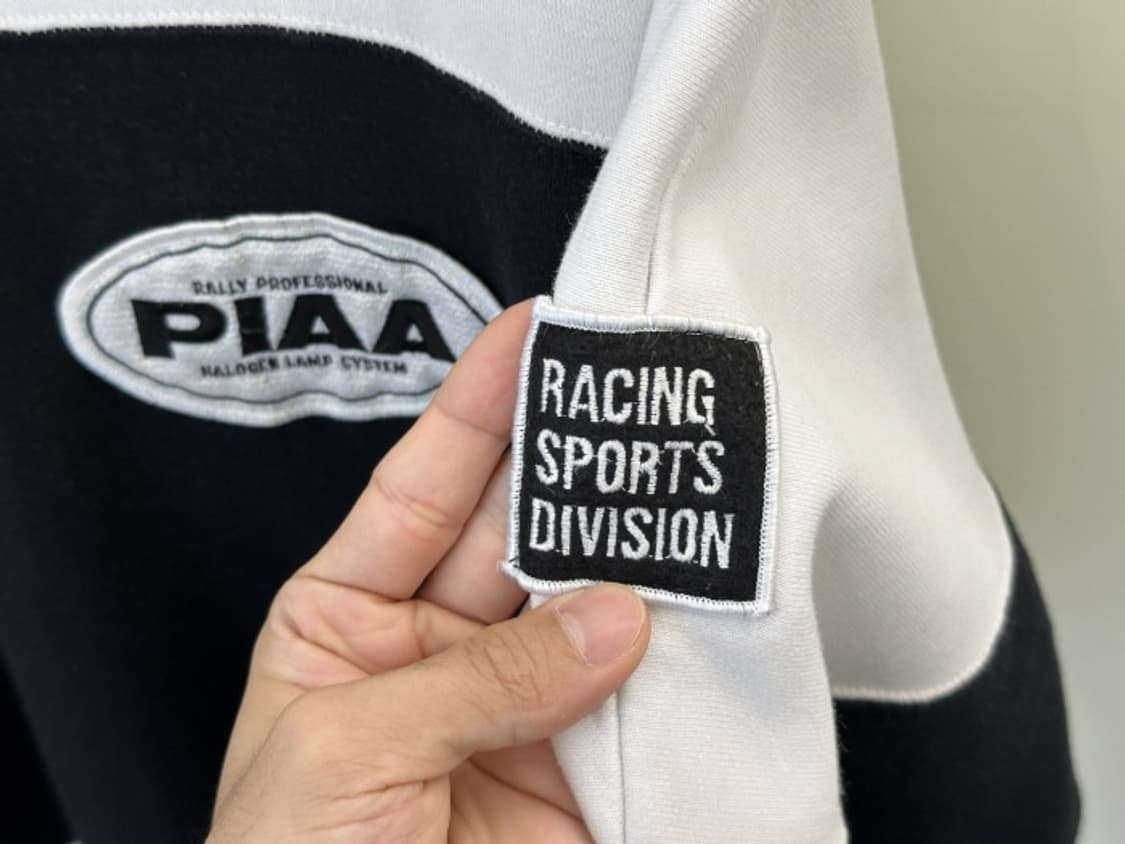 RALLY PROFESSIONAL
PIAA
HALOGEN LAMP SYSTEM
RACING
SPORTS
DIVISION